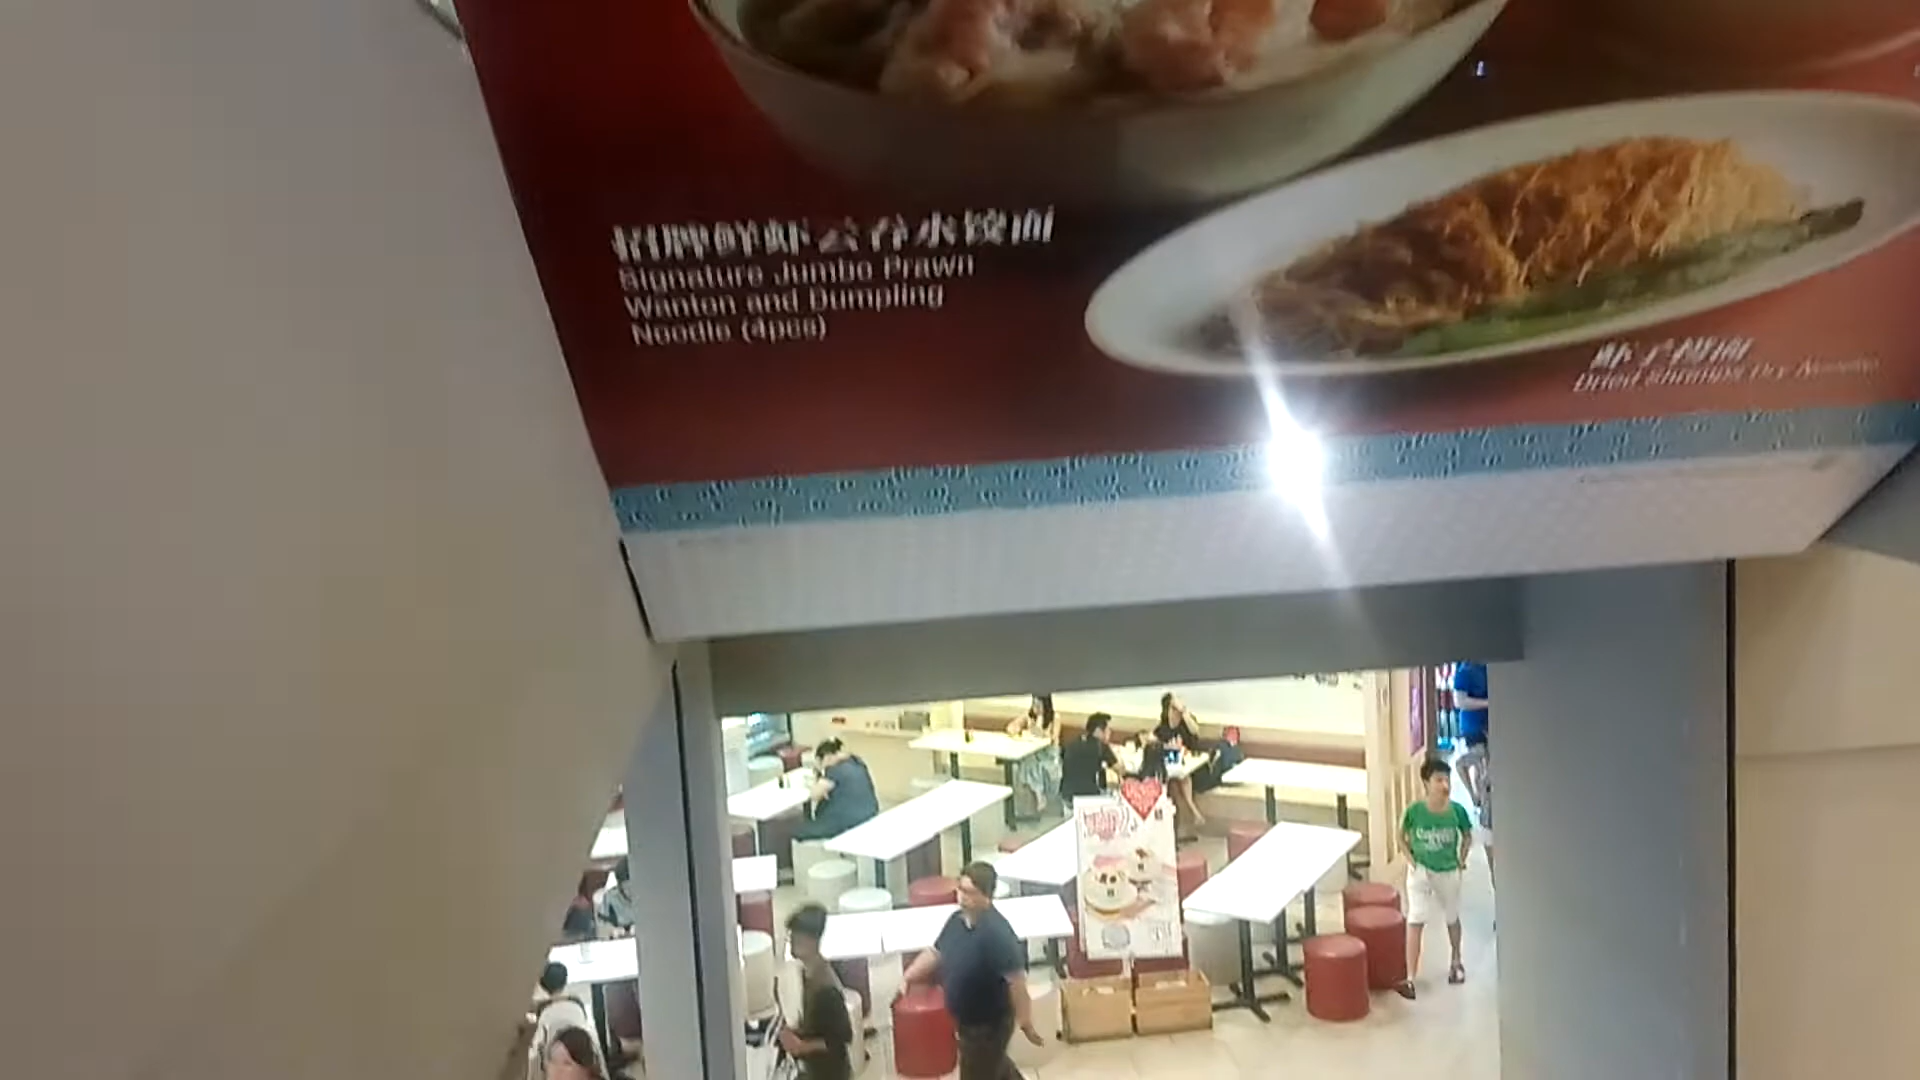 招牌鲜虾云吞水饺面
Signature Jumbo Prawn
Wanton and Dumpling
Noodle (4pcs)
虾子捞面
Dried Shrimps Dry Noodle